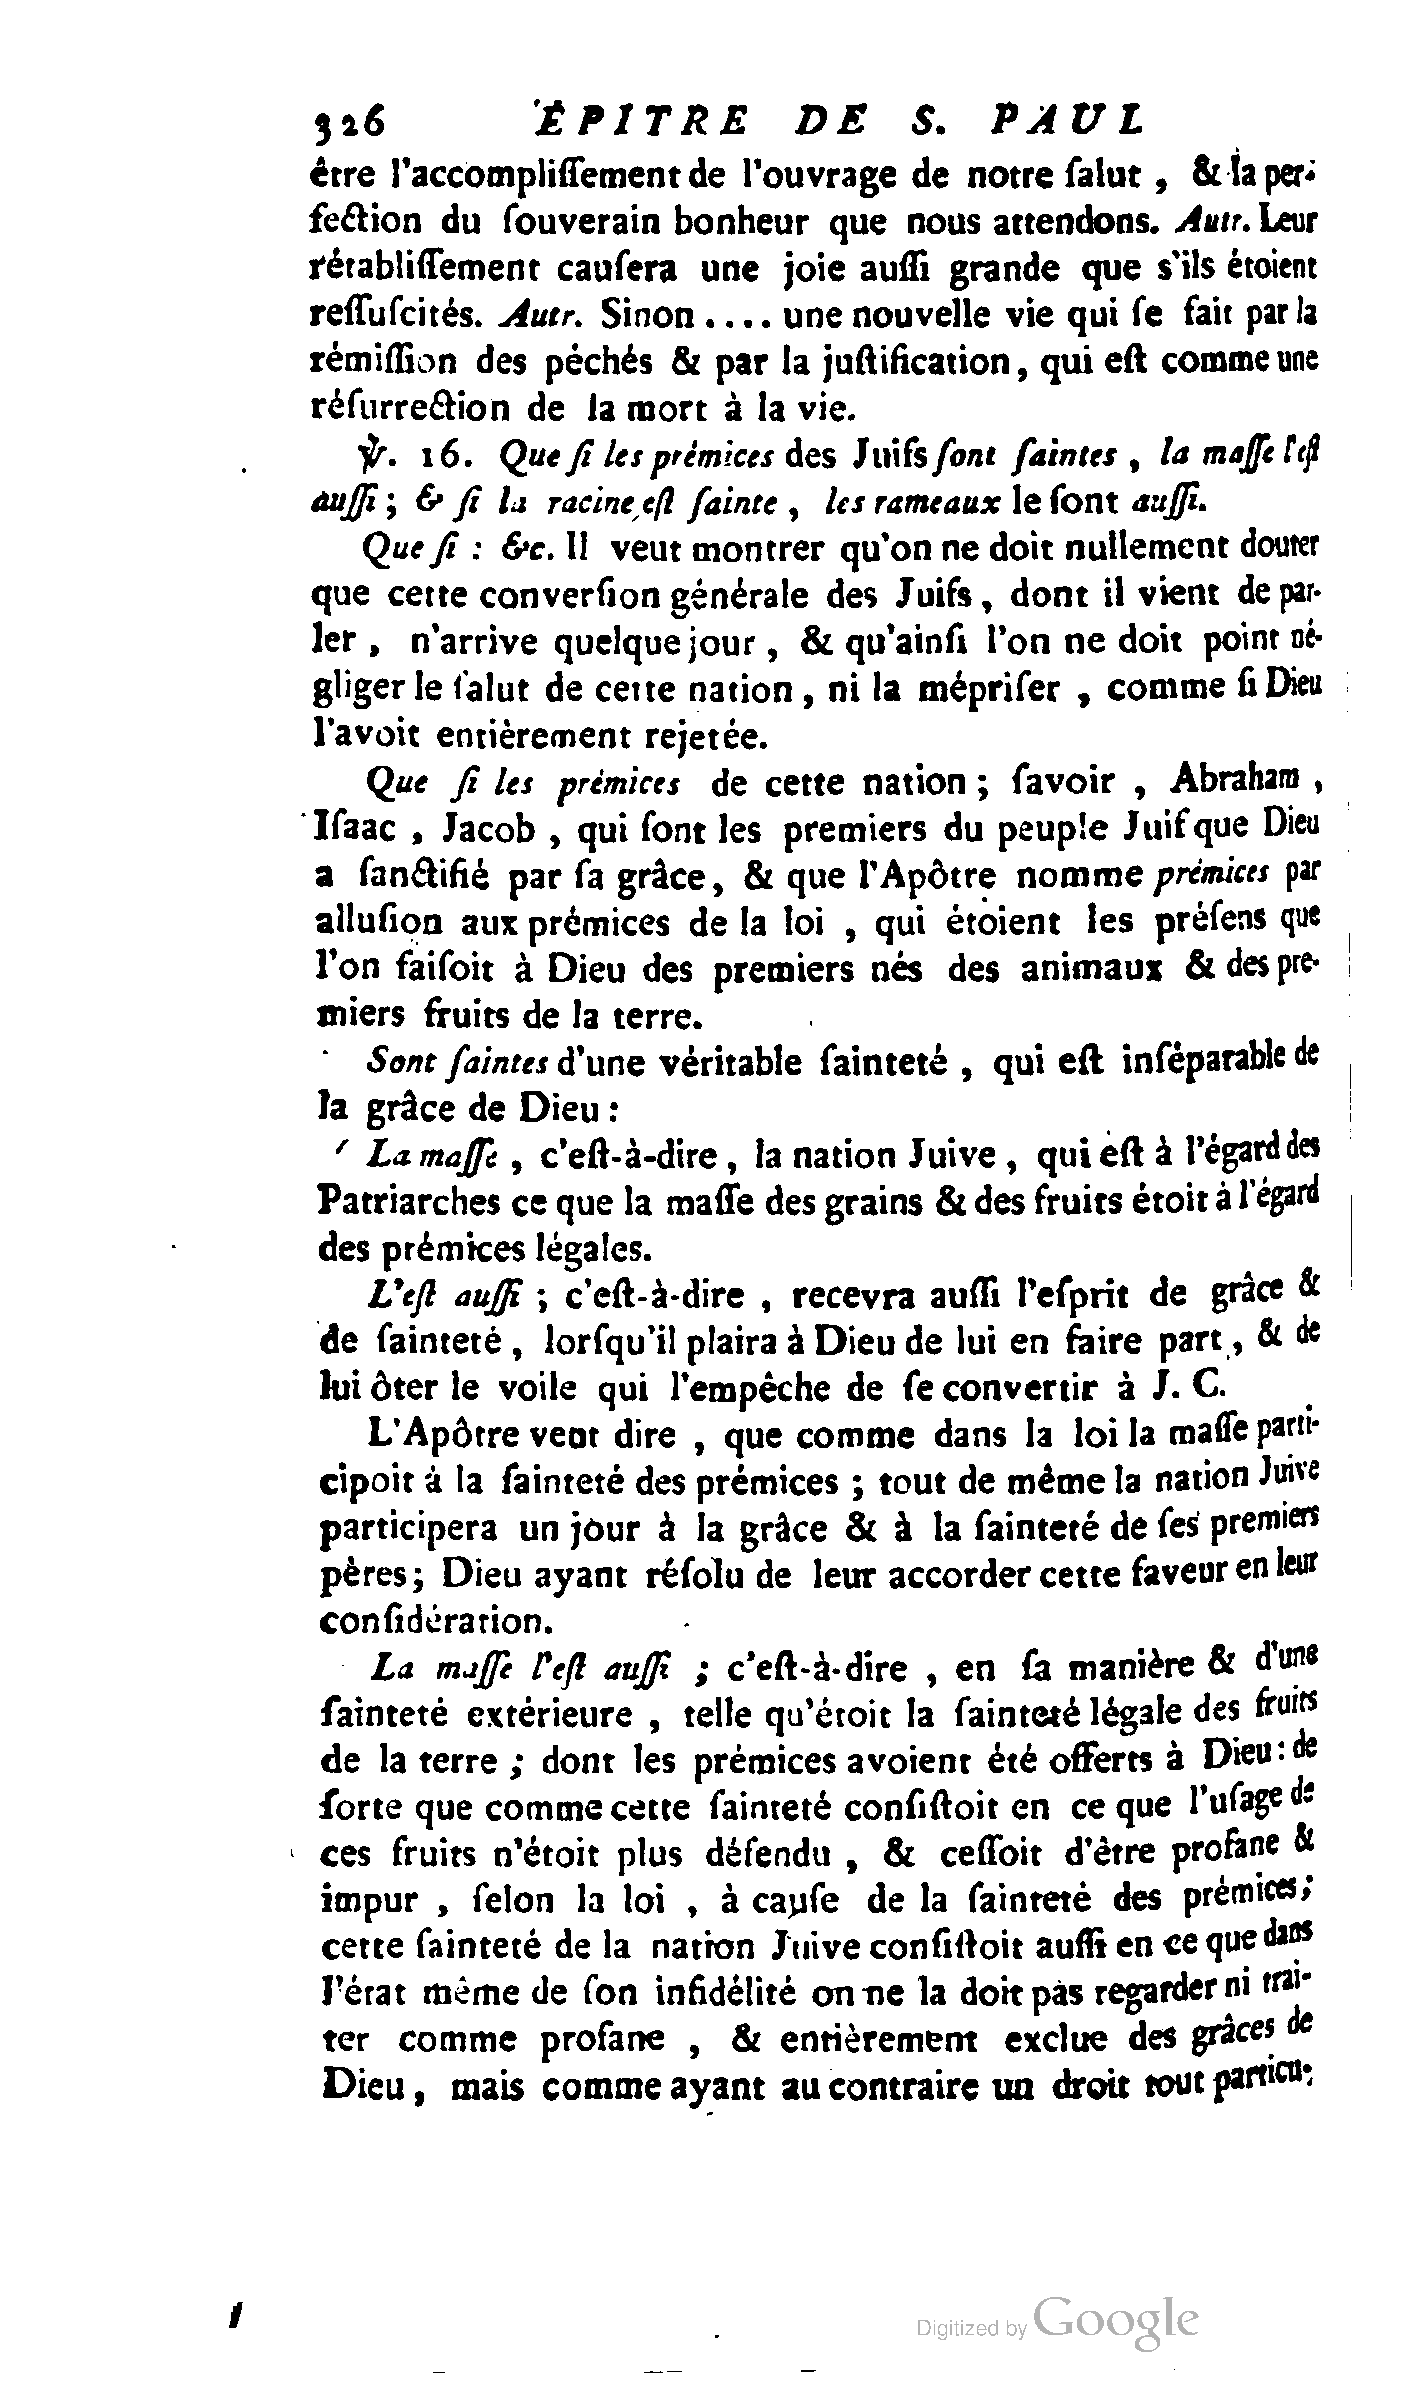 326 ÉPITRE DE S. PAUL
être l'accompliſſement de l'ouvrage de notre ſalut, & la per-
fection du ſouverain bonheur que nous attendons. Autr. Leur
rétabliſſement cauſera une joie auſſi grande que s'ils étoient
reſſuſcités. Autr. Sinon .... une nouvelle vie qui ſe fait par la
rémiſſion des péchés & par la juſtification, qui eſt comme une
réſurrection de la mort à la vie.
℣. 16. Que ſi les prémices des Juifs ſont ſaintes, la maſſe l'eſt
auſſi; & ſi la racine eſt ſainte, les rameaux le ſont auſſi.
Que ſi : &c. Il veut montrer qu'on ne doit nullement douter
que cette converſion générale des Juifs, dont il vient de par-
ler, n'arrive quelque jour, & qu'ainſi l'on ne doit point né-
gliger le ſalut de cette nation, ni la mépriſer, comme ſi Dieu
l'avoit entièrement rejetée.
Que ſi les prémices de cette nation; ſavoir, Abraham,
Iſaac, Jacob, qui ſont les premiers du peuple Juif que Dieu
a ſanctifié par ſa grâce, & que l'Apôtre nomme prémices par
alluſion aux prémices de la loi, qui étoient les préſens que
l'on faiſoit à Dieu des premiers nés des animaux & des pre-
miers fruits de la terre.
Sont ſaintes d'une véritable ſainteté, qui eſt inſéparable de
la grâce de Dieu :
La maſſe, c'eſt-à-dire, la nation Juive, qui eſt à l'égard des
Patriarches ce que la maſſe des grains & des fruits étoit à l'égard
des prémices légales.
L'eſt auſſi; c'eſt-à-dire, recevra auſſi l'eſprit de grâce &
de ſainteté, lorſqu'il plaira à Dieu de lui en faire part, & de
lui ôter le voile qui l'empêche de ſe convertir à J. C.
L'Apôtre veut dire, que comme dans la loi la maſſe parti-
cipoit à la ſainteté des prémices; tout de même la nation Juive
participera un jour à la grâce & à la ſainteté de ſes premiers
pères; Dieu ayant réſolu de leur accorder cette faveur en leur
conſidération.
La maſſe l'eſt auſſi; c'eſt-à-dire, en ſa manière & d'une
ſainteté extérieure, telle qu'étoit la ſainteté légale des fruits
de la terre; dont les prémices avoient été offerts à Dieu : de
ſorte que comme cette ſainteté conſiſtoit en ce que l'uſage de
ces fruits n'étoit plus défendu, & ceſſoit d'être profane &
impur, ſelon la loi, à cauſe de la ſainteté des prémices;
cette ſainteté de la nation Juive conſiſtoit auſſi en ce que dans
l'état même de ſon infidélité on ne la doit pas regarder ni trai-
ter comme profane, & entièrement exclue des grâces de
Dieu, mais comme ayant au contraire un droit tout particu-
Digitized by Google